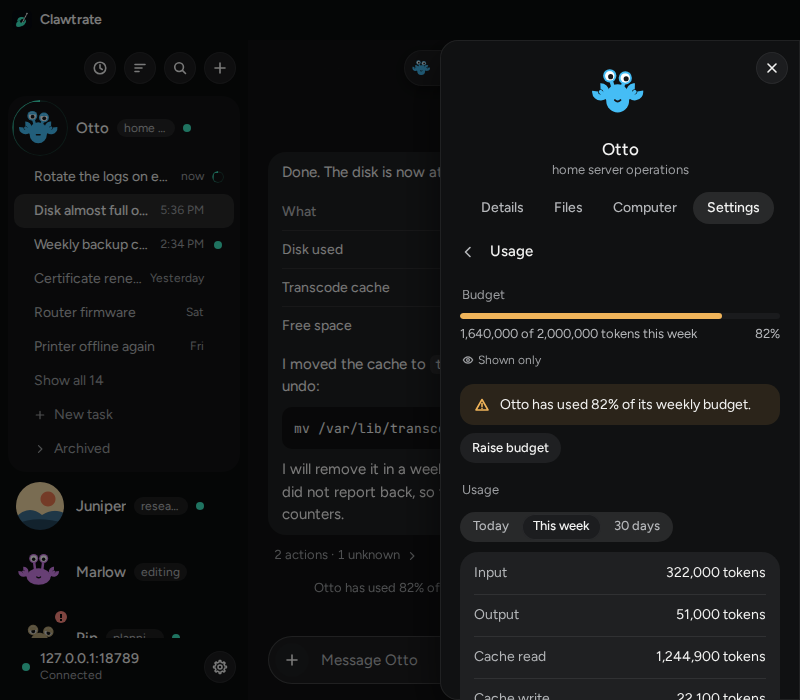 Clawtrate
Otto
home ...
Rotate the logs on e...
now
Disk almost full o...
5:36 PM
Weekly backup c...
2:34 PM
Certificate rene...
Yesterday
Router firmware
Sat
Printer offline again
Fri
Show all 14
New task
Archived
Juniper
resea...
Marlow
editing
Pip
planni...
127.0.0.1:18789
Connected
Done. The disk is now at
What
Disk used
Transcode cache
Free space
I moved the cache to
undo:
mv /var/lib/transco
I will remove it in a week
did not report back, so
counters.
2 actions · 1 unknown
Otto has used 82% of
Message Otto
Otto
home server operations
Details
Files
Computer
Settings
Usage
Budget
1,640,000 of 2,000,000 tokens this week
82%
Shown only
Otto has used 82% of its weekly budget.
Raise budget
Usage
Today
This week
30 days
Input
322,000 tokens
Output
51,000 tokens
Cache read
1,244,900 tokens
Cache write
22,100 tokens